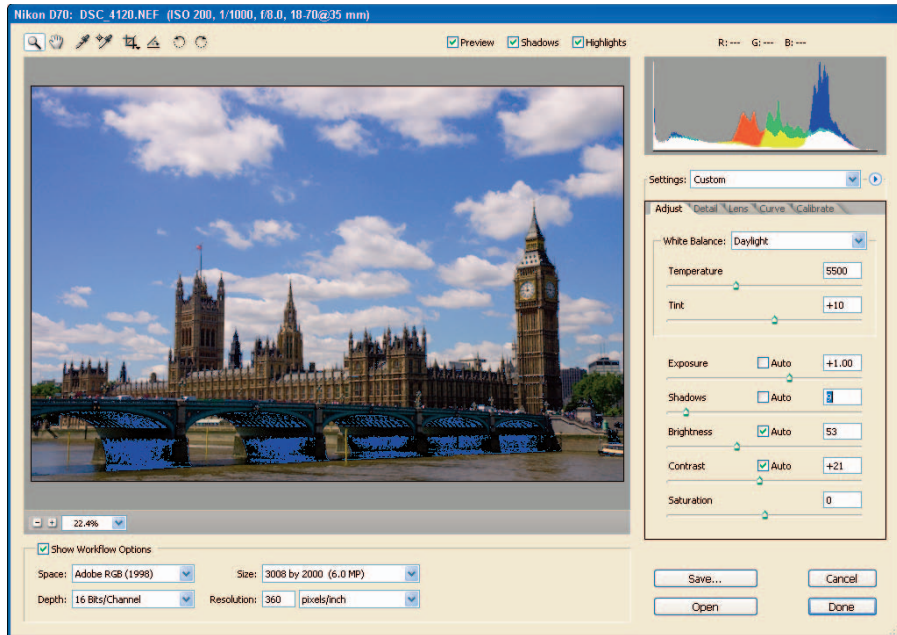 Nikon D70: DSC_4120.NEF (ISO 200, 1/1000, f/8.0, 18-70@35 mm)
Preview Shadows Highlights R: --- G: --- B: ---
Settings: Custom
Adjust Detail Lens Curve Calibrate
White Balance: Daylight
Temperature 5500
Tint +10
Exposure Auto +1.00
Shadows Auto
Brightness Auto 53
Contrast Auto +21
Saturation 0
22.4%
Show Workflow Options
Space: Adobe RGB (1998) Size: 3008 by 2000 (6.0 MP)
Depth: 16 Bits/Channel Resolution: 360 pixels/inch
Save... Cancel
Open Done